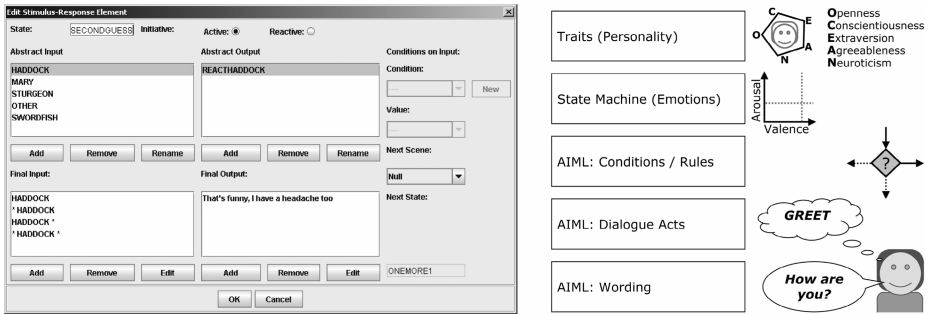 Edit Stimulus-Response Element
State: SECONDGUESS Initiative: Active: Reactive:
Abstract Input Abstract Output Conditions on Input:
HADDOCK
MARY
STURGEON
OTHER
SWORDFISH
REACTHADDOCK
Condition:
---- New
Value:
----
Add Remove Rename Add Remove Rename
Next Scene:
Null
Final Input: Final Output:
HADDOCK
* HADDOCK
HADDOCK *
* HADDOCK *
That's funny, I have a headache too
Next State:
ONEMORE1
Add Remove Edit Add Remove Edit
OK Cancel
Traits (Personality)
O C E A N
Openness
Conscientiousness
Extraversion
Agreeableness
Neuroticism
State Machine (Emotions)
Arousal
Valence
AIML: Conditions / Rules
?
AIML: Dialogue Acts
GREET
AIML: Wording
How are
you?